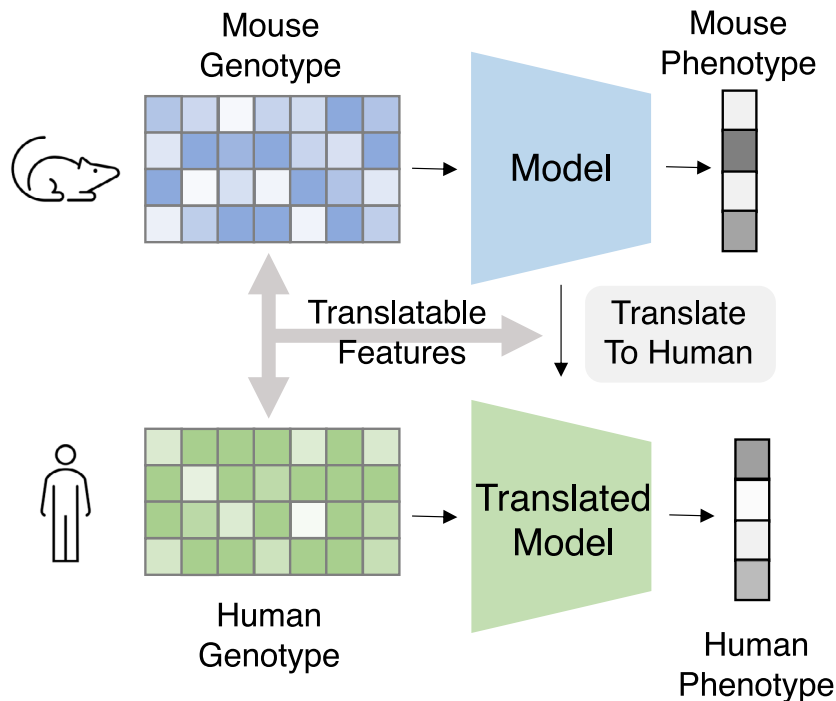 Mouse
Genotype
Mouse
Phenotype
Model
Translatable
Features
Translate
To Human
Translated
Model
Human
Genotype
Human
Phenotype